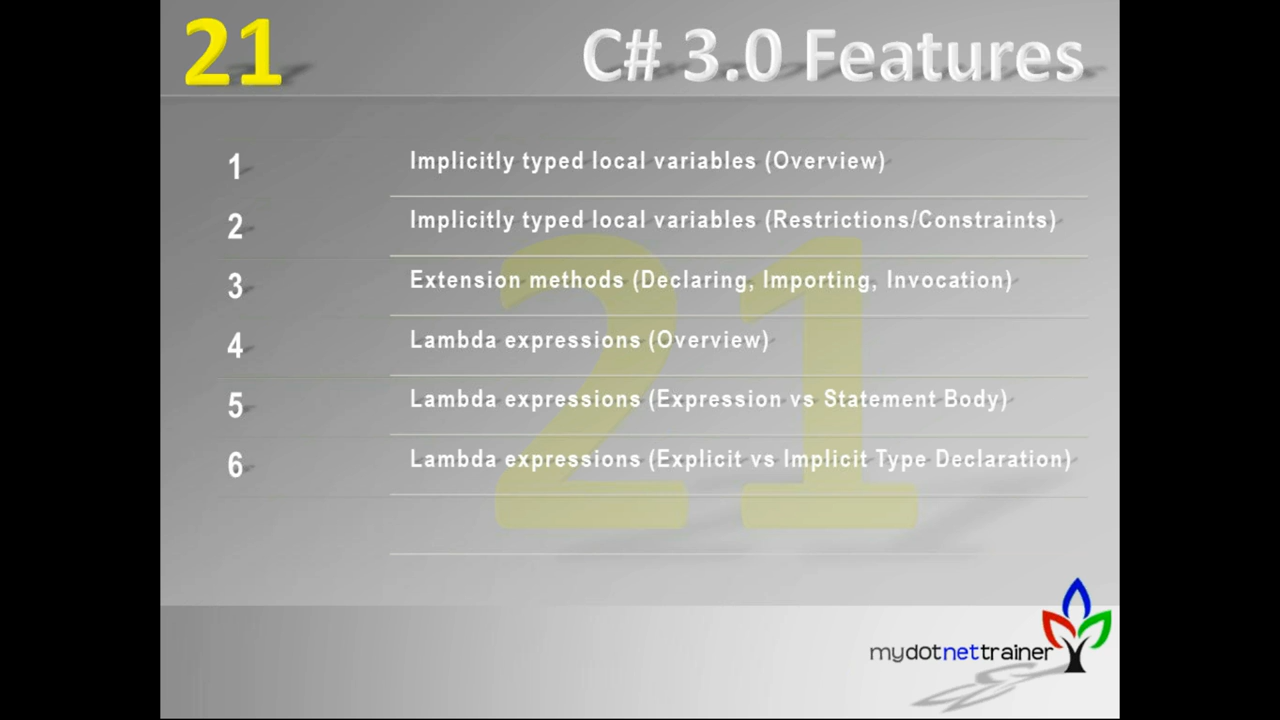 21 C# 3.0 Features
1 Implicitly typed local variables (Overview)
2 Implicitly typed local variables (Restrictions/Constraints)
3 Extension methods (Declaring, Importing, Invocation)
4 Lambda expressions (Overview)
5 Lambda expressions (Expression vs Statement Body)
6 Lambda expressions (Explicit vs Implicit Type Declaration)
21
mydotnettrainer